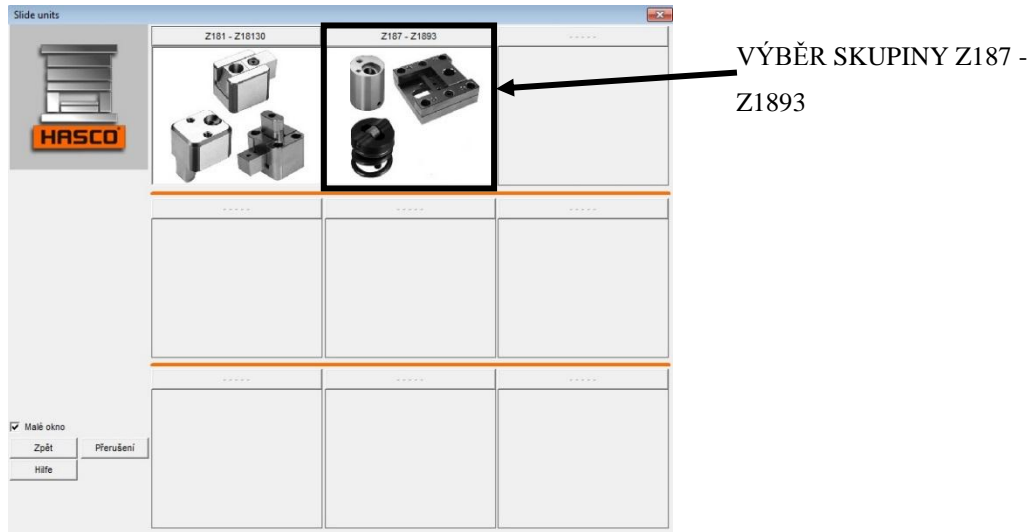 Slide units
Z181 - Z18130
Z187 - Z1893
- - - - -
HASCO
VÝBĚR SKUPINY Z187 -
Z1893
- - - - -
- - - - -
- - - - -
- - - - -
- - - - -
- - - - -
Malé okno
Zpět
Přerušení
Hilfe